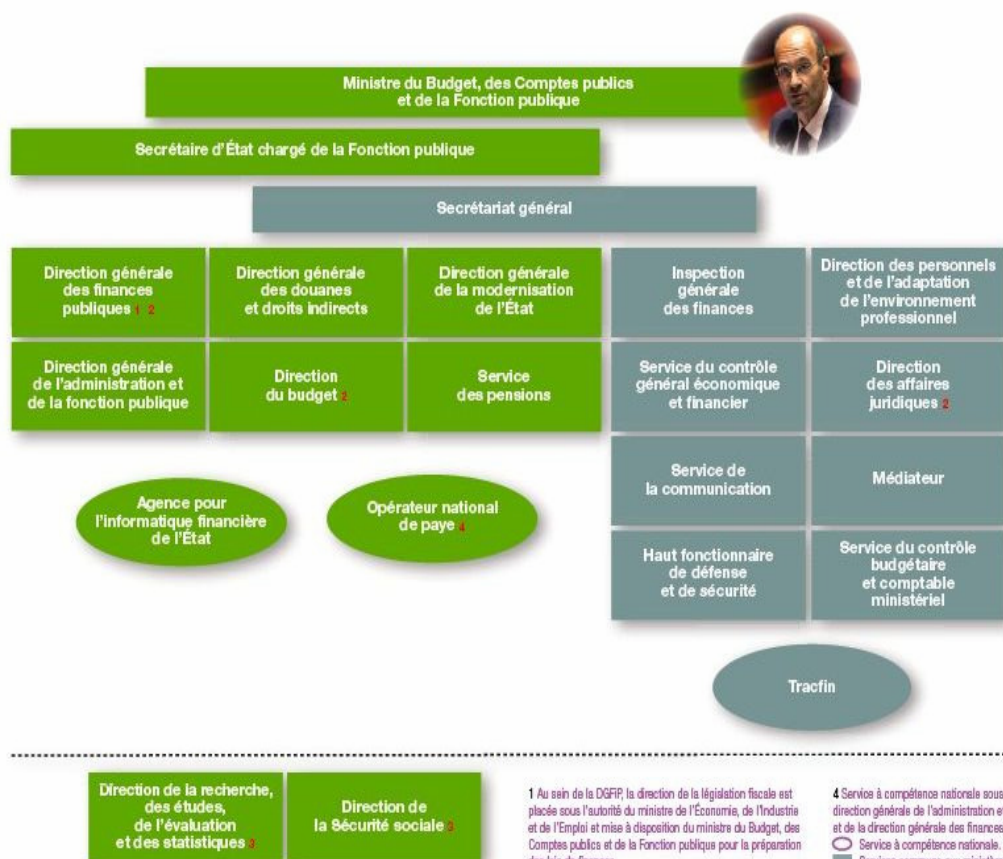 Ministre du Budget, des Comptes publics
et de la Fonction publique
Secrétaire d'État chargé de la Fonction publique
Secrétariat général
Direction générale
des finances
publiques 1 2
Direction générale
des douanes
et droits indirects
Direction générale
de la modernisation
de l'État
Inspection
générale
des finances
Direction des personnels
et de l'adaptation
de l'environnement
professionnel
Direction générale
de l'administration et
de la fonction publique
Direction
du budget 2
Service
des pensions
Service du contrôle
général économique
et financier
Direction
des affaires
juridiques 2
Service de
la communication
Médiateur
Agence pour
l'informatique financière
de l'État
Opérateur national
de paye 4
Haut fonctionnaire
de défense
et de sécurité
Service du contrôle
budgétaire
et comptable
ministériel
Tracfin
Direction de la recherche,
des études,
de l'évaluation
et des statistiques 3
Direction de
la Sécurité sociale 3
1 Au sein de la DGFiP, la direction de la législation fiscale est
placée sous l'autorité du ministre de l'Économie, de l'Industrie
et de l'Emploi et mise à disposition du ministre du Budget, des
Comptes publics et de la Fonction publique pour la préparation
4 Service à compétence nationale sous
direction générale de l'administration et
et de la direction générale des finances
Service à compétence nationale.